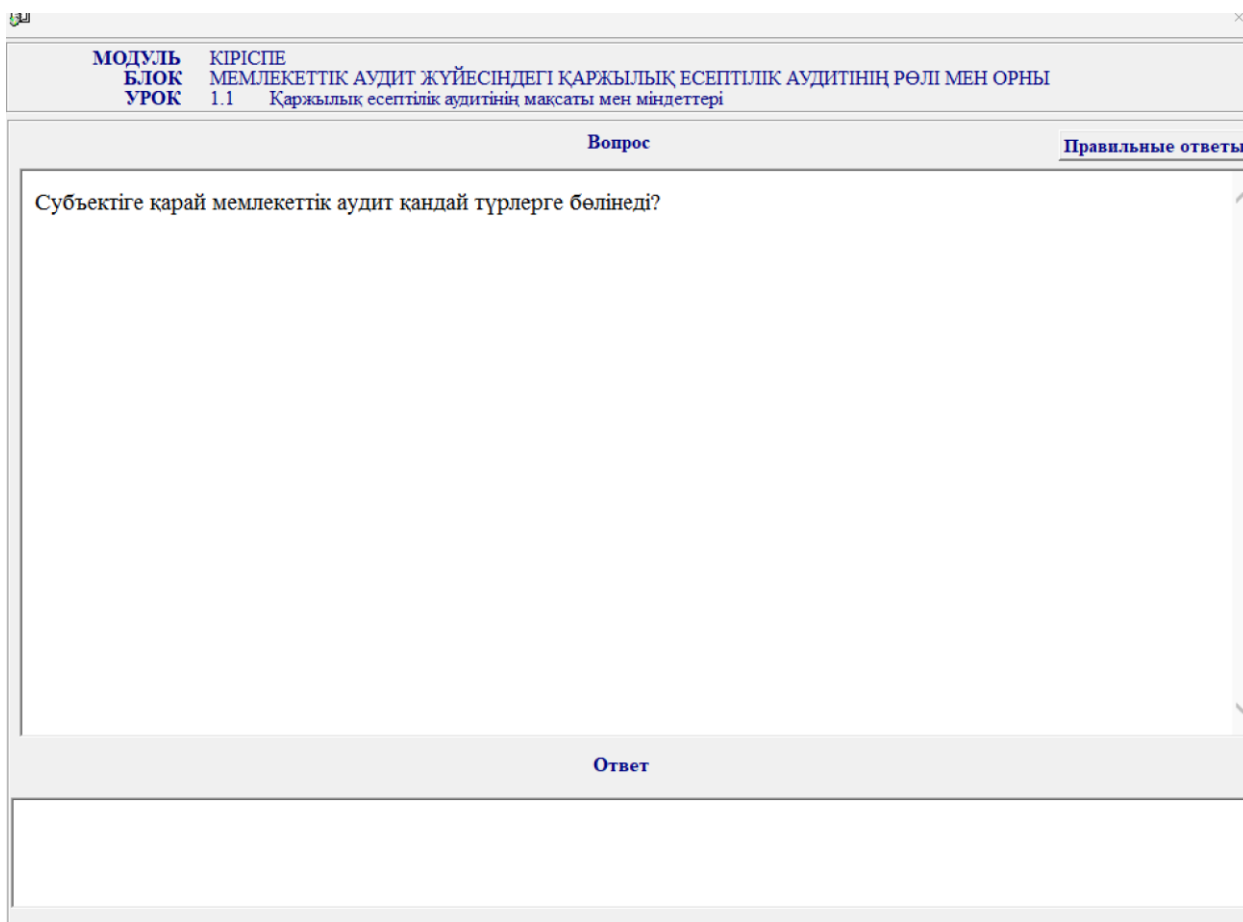 МОДУЛЬ КІРІСПЕ
БЛОК МЕМЛЕКЕТТІК АУДИТ ЖҮЙЕСІНДЕГІ ҚАРЖЫЛЫҚ ЕСЕПТІЛІК АУДИТІНІҢ РӨЛІ МЕН ОРНЫ
УРОК 1.1 Қаржылық есептілік аудитінің мақсаты мен міндеттері
Вопрос
Правильные ответы
Субъектіге қарай мемлекеттік аудит қандай түрлерге бөлінеді?
Ответ